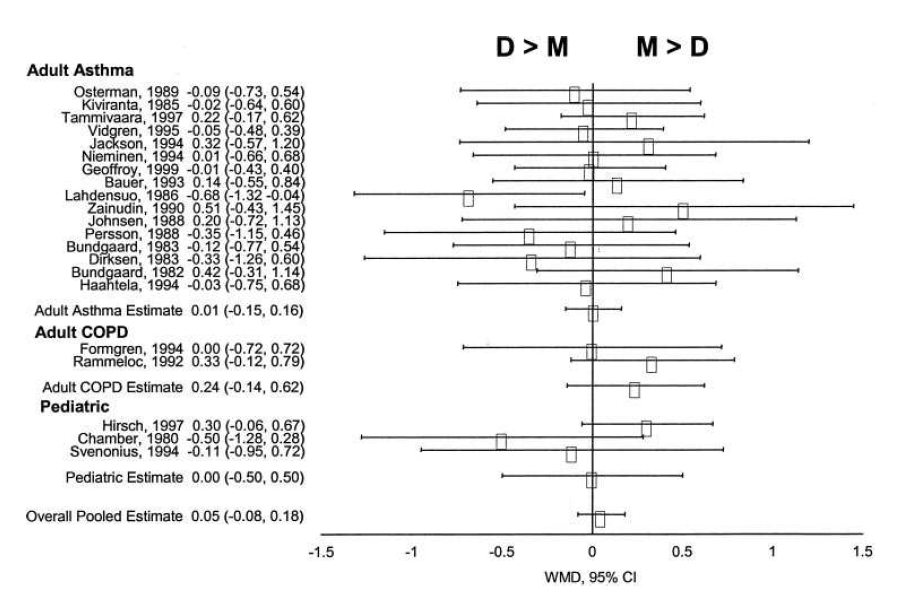 D > M M > D
Adult Asthma
Osterman, 1989 -0.09 (-0.73, 0.54)
Kiviranta, 1985 -0.02 (-0.64, 0.60)
Tammivaara, 1997 0.22 (-0.17, 0.62)
Vidgren, 1995 -0.05 (-0.48, 0.39)
Jackson, 1994 0.32 (-0.57, 1.20)
Nieminen, 1994 0.01 (-0.66, 0.68)
Geoffroy, 1999 -0.01 (-0.43, 0.40)
Bauer, 1993 0.14 (-0.55, 0.84)
Lahdensuo, 1986 -0.68 (-1.32 -0.04)
Zainudin, 1990 0.51 (-0.43, 1.45)
Johnsen, 1988 0.20 (-0.72, 1.13)
Persson, 1988 -0.35 (-1.15, 0.46)
Bundgaard, 1983 -0.12 (-0.77, 0.54)
Dirksen, 1983 -0.33 (-1.26, 0.60)
Bundgaard, 1982 0.42 (-0.31, 1.14)
Haahtela, 1994 -0.03 (-0.75, 0.68)
Adult Asthma Estimate 0.01 (-0.15, 0.16)
Adult COPD
Formgren, 1994 0.00 (-0.72, 0.72)
Rammeloc, 1992 0.33 (-0.12, 0.79)
Adult COPD Estimate 0.24 (-0.14, 0.62)
Pediatric
Hirsch, 1997 0.30 (-0.06, 0.67)
Chamber, 1980 -0.50 (-1.28, 0.28)
Svenonius, 1994 -0.11 (-0.95, 0.72)
Pediatric Estimate 0.00 (-0.50, 0.50)
Overall Pooled Estimate 0.05 (-0.08, 0.18)
-1.5 -1 -0.5 0 0.5 1 1.5
WMD, 95% CI